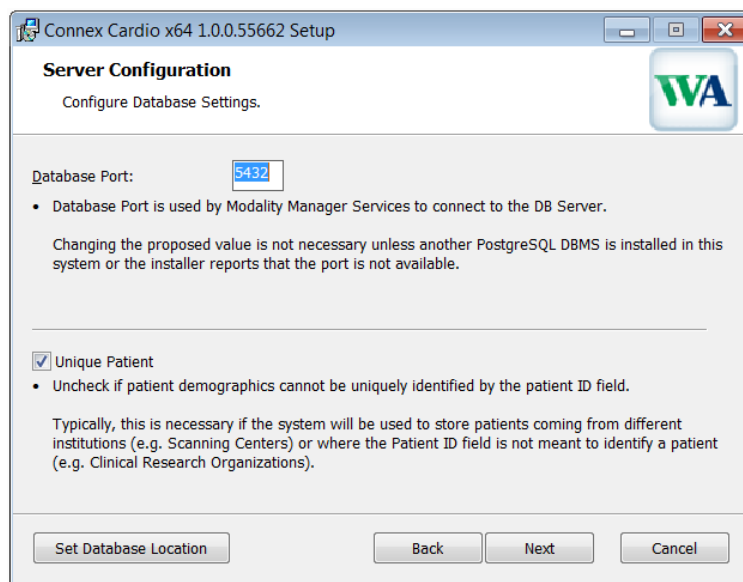 Connex Cardio x64 1.0.0.55662 Setup
Server Configuration
Configure Database Settings.
WA
Database Port:
5432
• Database Port is used by Modality Manager Services to connect to the DB Server.
Changing the proposed value is not necessary unless another PostgreSQL DBMS is installed in this
system or the installer reports that the port is not available.
Unique Patient
• Uncheck if patient demographics cannot be uniquely identified by the patient ID field.
Typically, this is necessary if the system will be used to store patients coming from different
institutions (e.g. Scanning Centers) or where the Patient ID field is not meant to identify a patient
(e.g. Clinical Research Organizations).
Set Database Location
Back
Next
Cancel